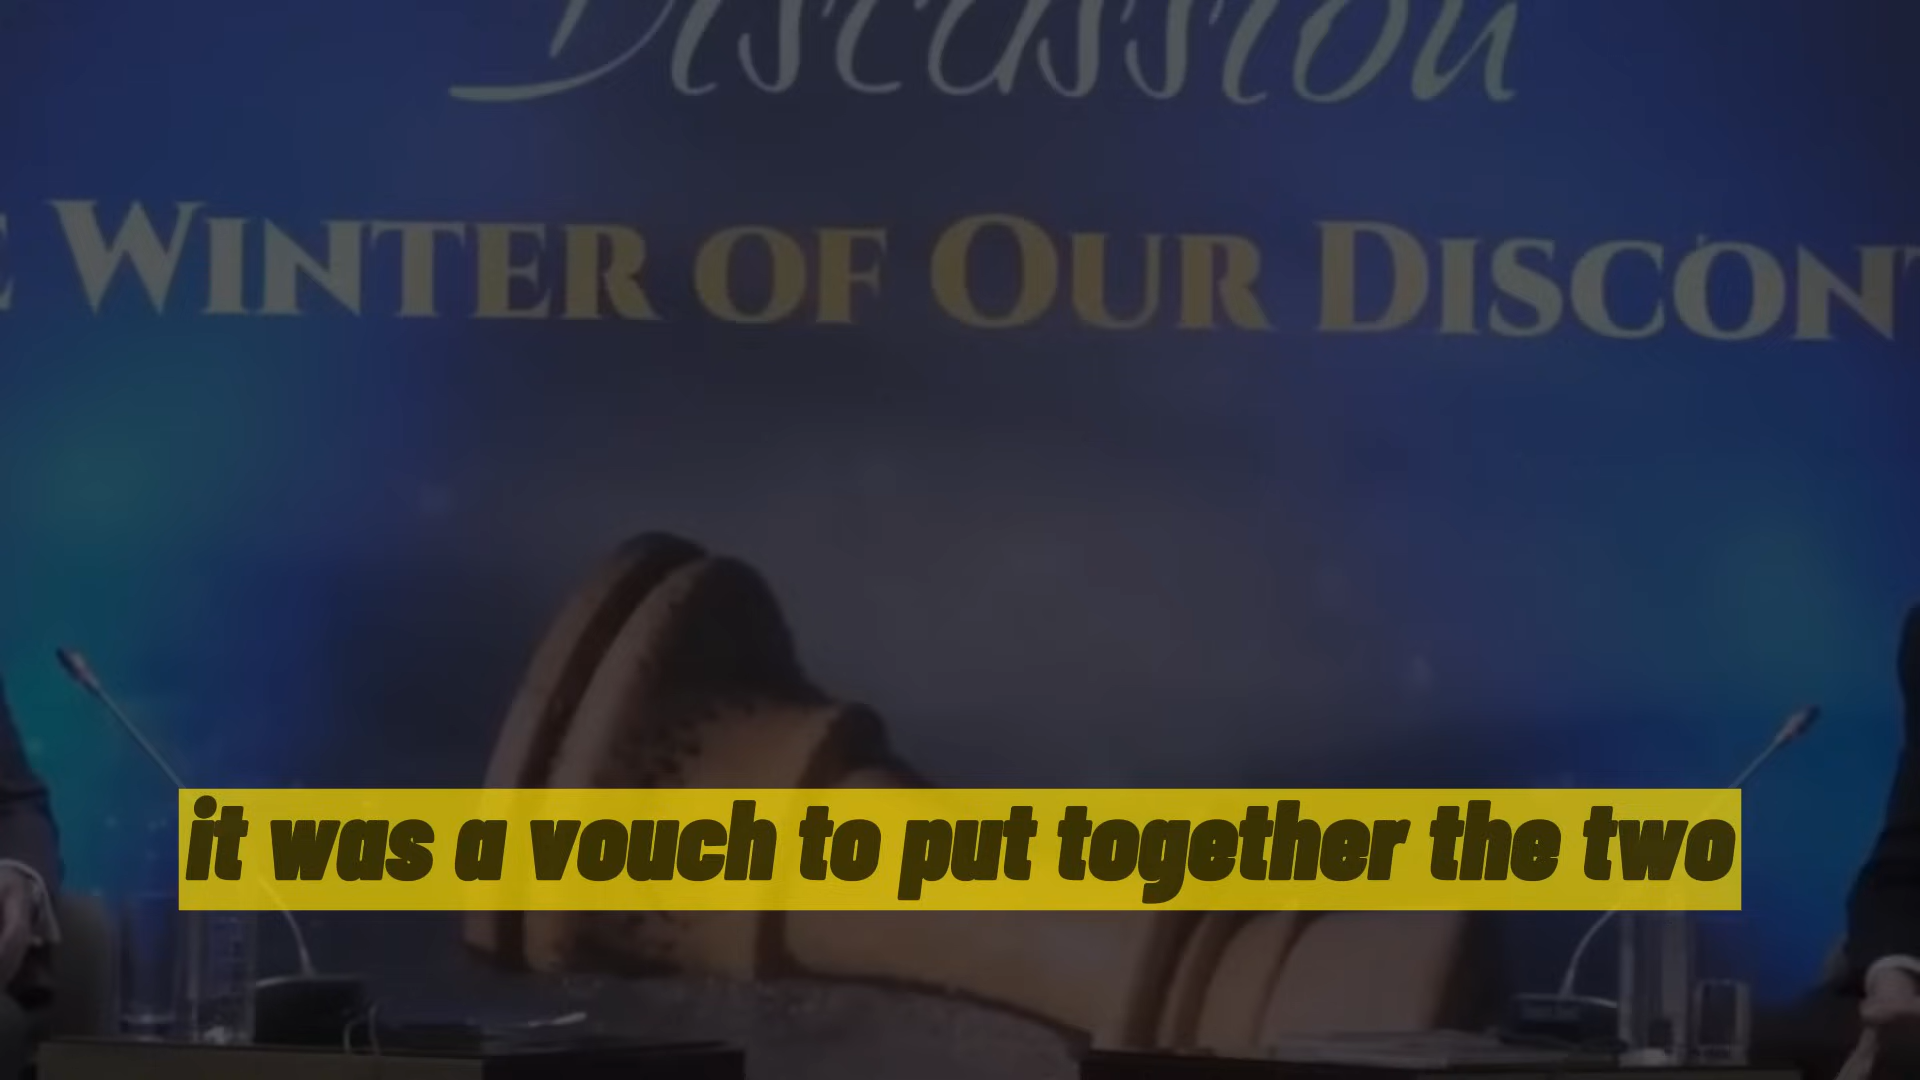 Discussion
E WINTER OF OUR DISCONT
it was a vouch to put together the two